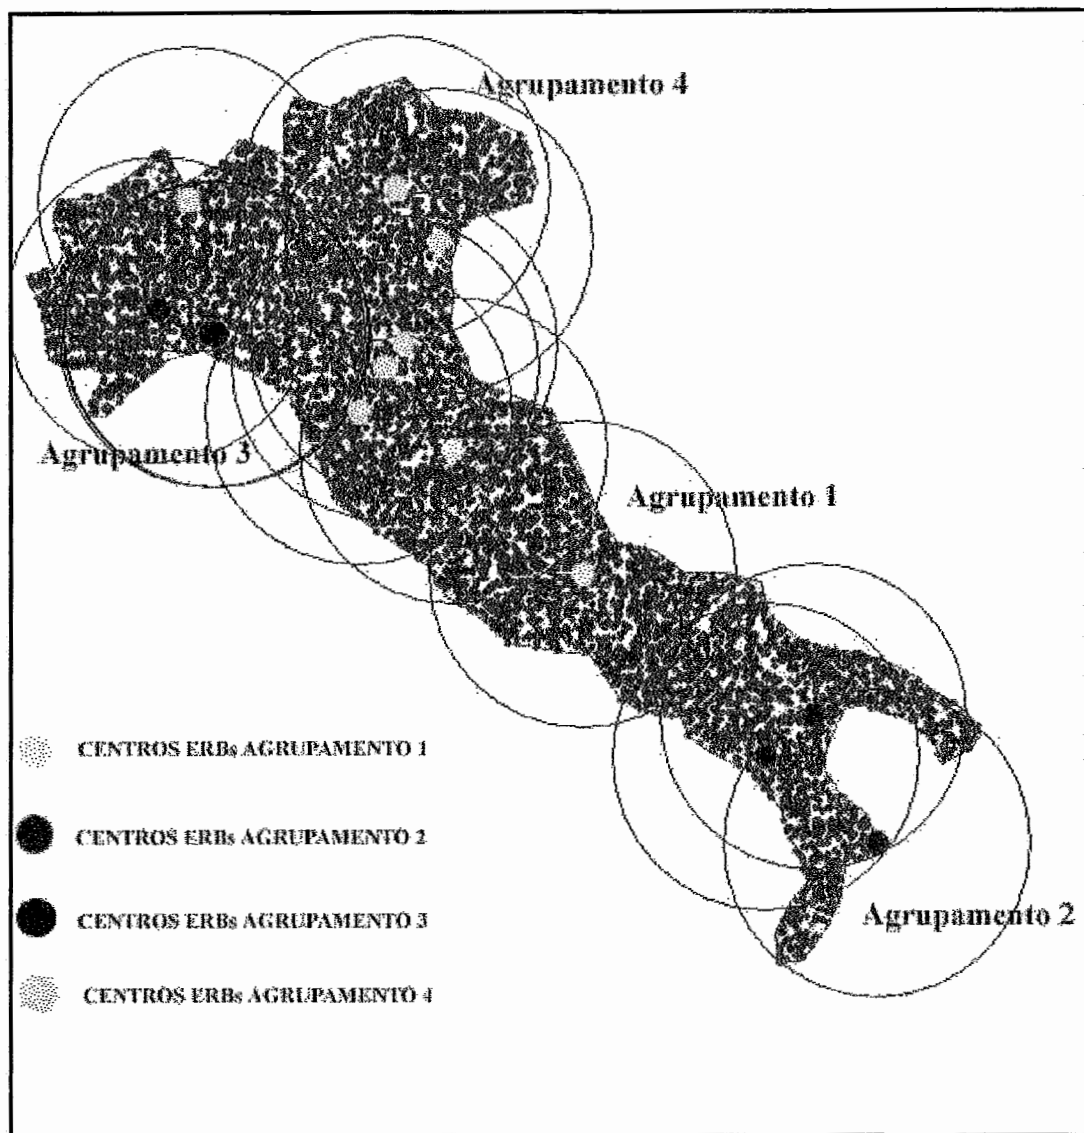 Agrupamento 4
Agrupamento 3
Agrupamento 1
CENTROS ERBs AGRUPAMENTO 1
CENTROS ERBs AGRUPAMENTO 2
CENTROS ERBs AGRUPAMENTO 3
Agrupamento 2
CENTROS ERBs AGRUPAMENTO 4